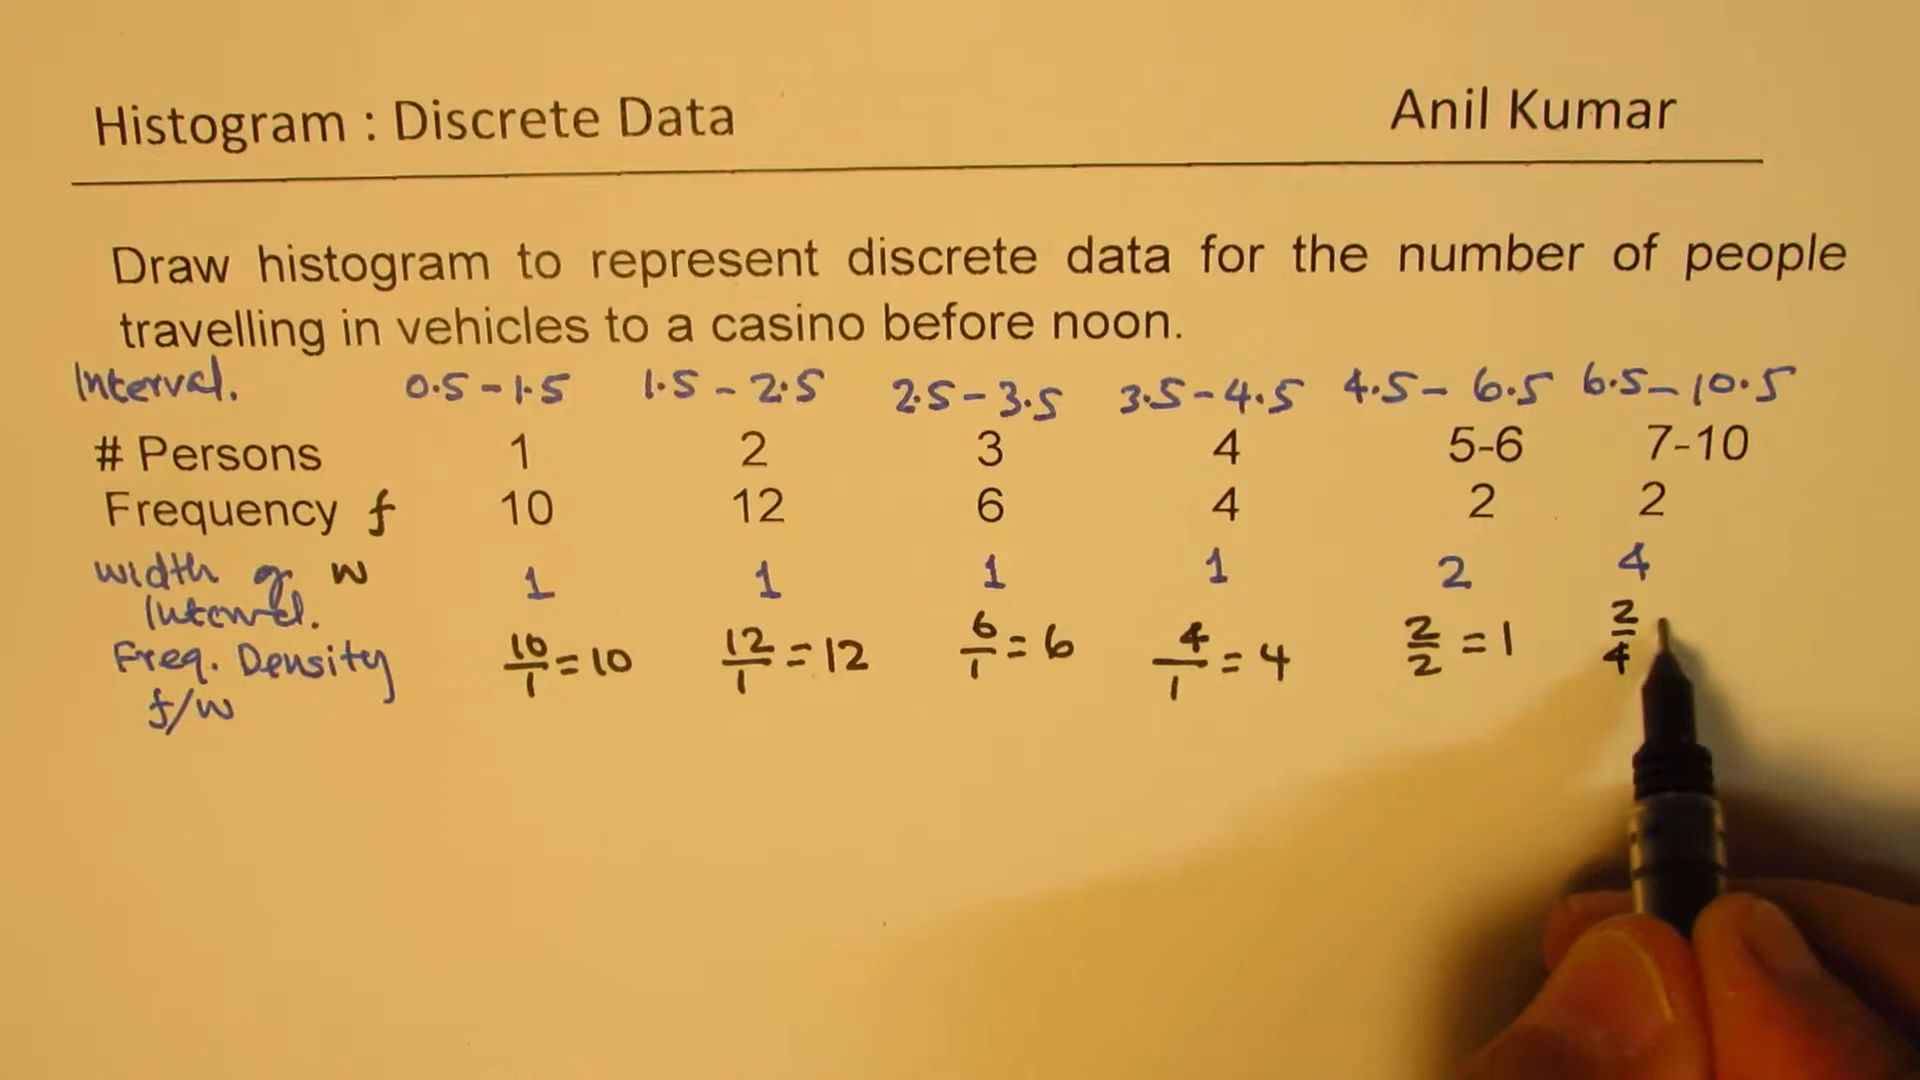 Histogram : Discrete Data Anil Kumar
Draw histogram to represent discrete data for the number of people
travelling in vehicles to a casino before noon.
Interval. 0.5-1.5 1.5-2.5 2.5-3.5 3.5-4.5 4.5-6.5 6.5-10.5
# Persons 1 2 3 4 5-6 7-10
Frequency f 10 12 6 4 2 2
Width of w 1 1 1 1 2 4
Interval.
Freq. Density 10/1=10 12/1=12 6/1=6 4/1=4 2/2=1 2/4
f/w